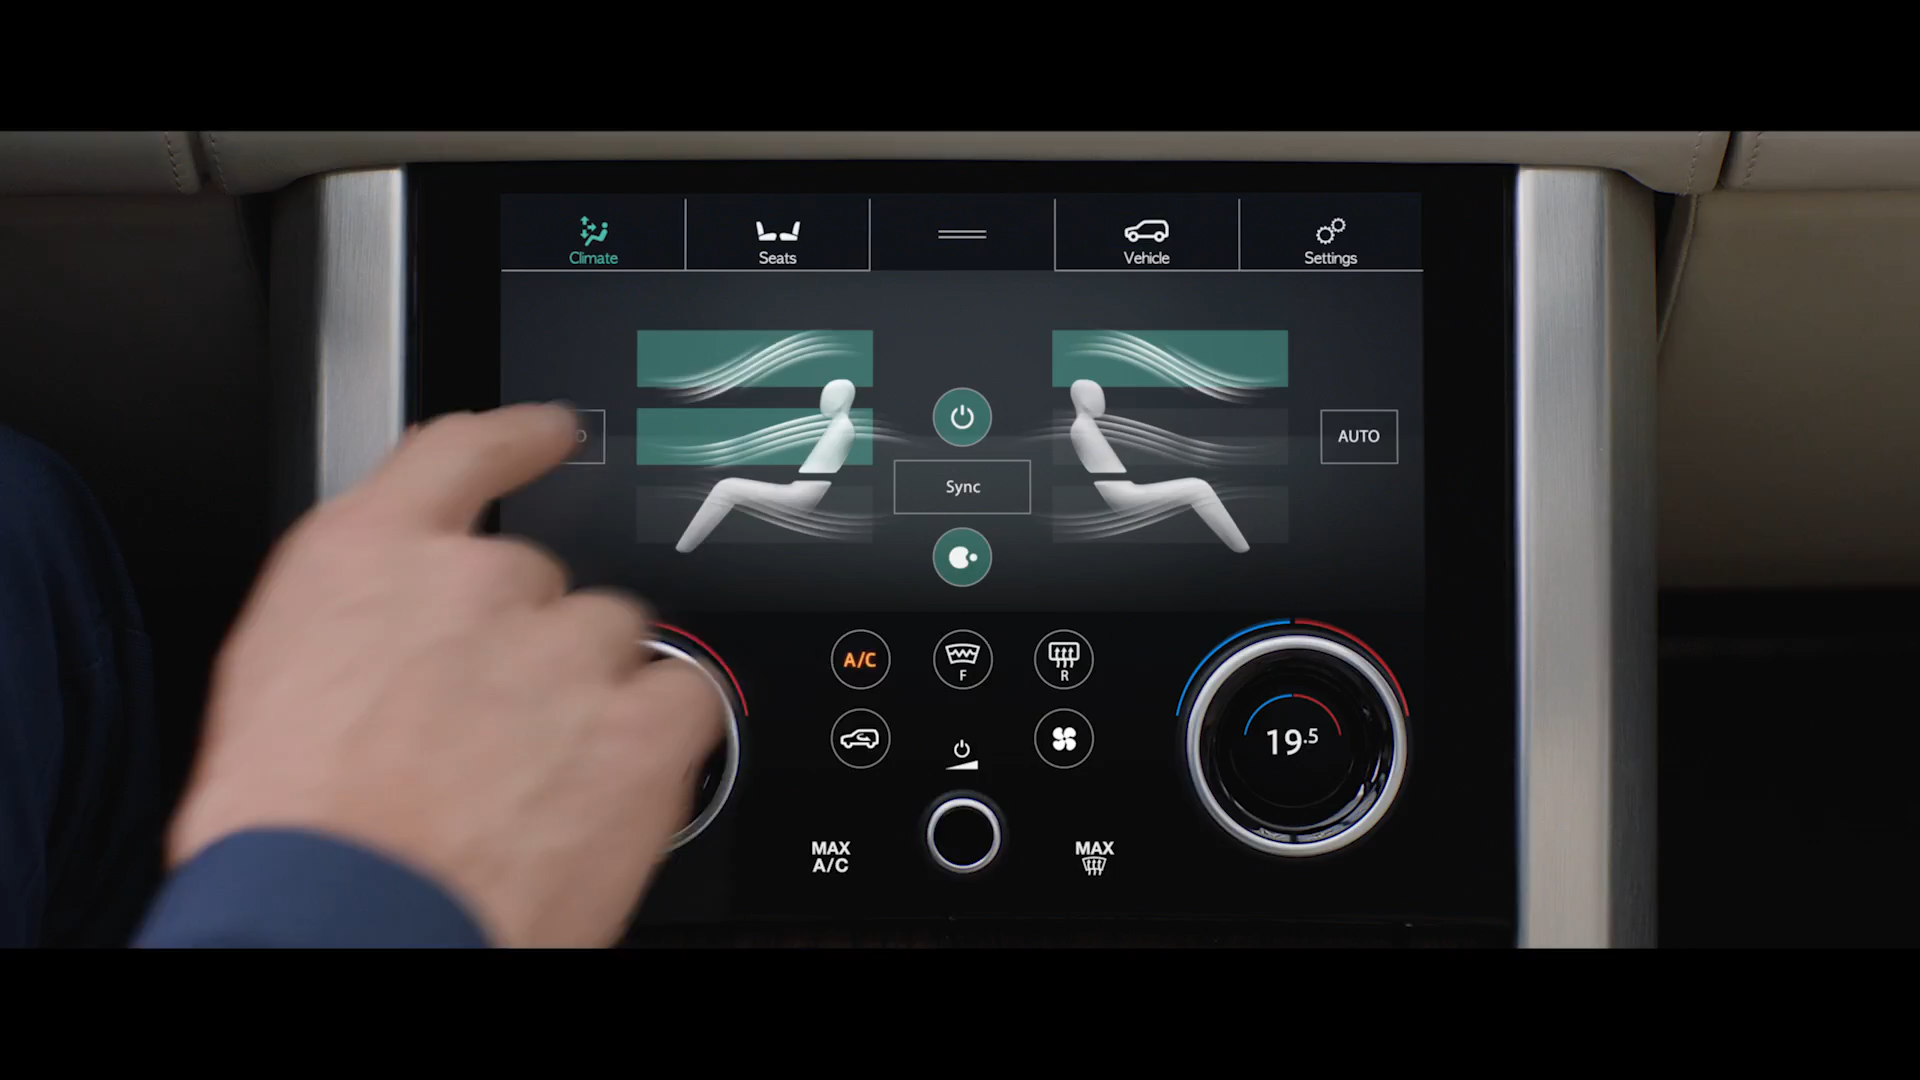 Climate
Seats
Vehicle
Settings
AUTO
Sync
A/C
F
R
19.5
MAX
A/C
MAX